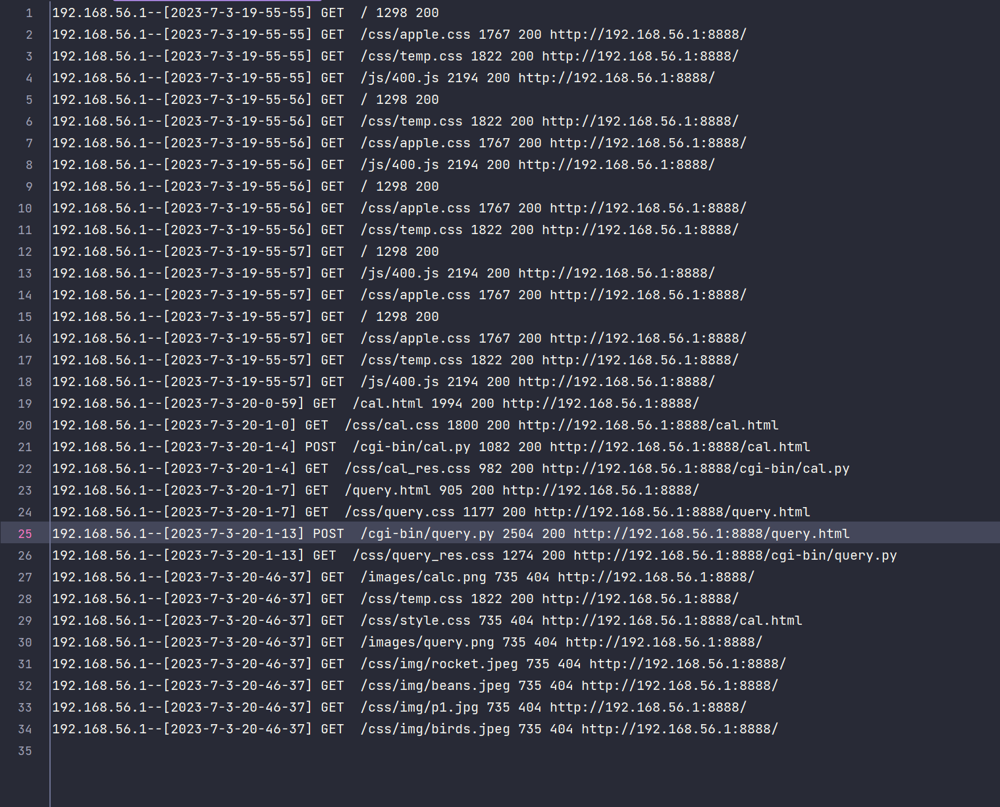 1 192.168.56.1--[2023-7-3-19-55-55] GET  / 1298 200
2 192.168.56.1--[2023-7-3-19-55-55] GET  /css/apple.css 1767 200 http://192.168.56.1:8888/
3 192.168.56.1--[2023-7-3-19-55-55] GET  /css/temp.css 1822 200 http://192.168.56.1:8888/
4 192.168.56.1--[2023-7-3-19-55-55] GET  /js/400.js 2194 200 http://192.168.56.1:8888/
5 192.168.56.1--[2023-7-3-19-55-56] GET  / 1298 200
6 192.168.56.1--[2023-7-3-19-55-56] GET  /css/temp.css 1822 200 http://192.168.56.1:8888/
7 192.168.56.1--[2023-7-3-19-55-56] GET  /css/apple.css 1767 200 http://192.168.56.1:8888/
8 192.168.56.1--[2023-7-3-19-55-56] GET  /js/400.js 2194 200 http://192.168.56.1:8888/
9 192.168.56.1--[2023-7-3-19-55-56] GET  / 1298 200
10 192.168.56.1--[2023-7-3-19-55-56] GET  /css/apple.css 1767 200 http://192.168.56.1:8888/
11 192.168.56.1--[2023-7-3-19-55-56] GET  /css/temp.css 1822 200 http://192.168.56.1:8888/
12 192.168.56.1--[2023-7-3-19-55-57] GET  / 1298 200
13 192.168.56.1--[2023-7-3-19-55-57] GET  /js/400.js 2194 200 http://192.168.56.1:8888/
14 192.168.56.1--[2023-7-3-19-55-57] GET  /css/apple.css 1767 200 http://192.168.56.1:8888/
15 192.168.56.1--[2023-7-3-19-55-57] GET  / 1298 200
16 192.168.56.1--[2023-7-3-19-55-57] GET  /css/apple.css 1767 200 http://192.168.56.1:8888/
17 192.168.56.1--[2023-7-3-19-55-57] GET  /css/temp.css 1822 200 http://192.168.56.1:8888/
18 192.168.56.1--[2023-7-3-19-55-57] GET  /js/400.js 2194 200 http://192.168.56.1:8888/
19 192.168.56.1--[2023-7-3-20-0-59] GET  /cal.html 1994 200 http://192.168.56.1:8888/
20 192.168.56.1--[2023-7-3-20-1-0] GET  /css/cal.css 1800 200 http://192.168.56.1:8888/cal.html
21 192.168.56.1--[2023-7-3-20-1-4] POST  /cgi-bin/cal.py 1082 200 http://192.168.56.1:8888/cal.html
22 192.168.56.1--[2023-7-3-20-1-4] GET  /css/cal_res.css 982 200 http://192.168.56.1:8888/cgi-bin/cal.py
23 192.168.56.1--[2023-7-3-20-1-7] GET  /query.html 905 200 http://192.168.56.1:8888/
24 192.168.56.1--[2023-7-3-20-1-7] GET  /css/query.css 1177 200 http://192.168.56.1:8888/query.html
25 192.168.56.1--[2023-7-3-20-1-13] POST  /cgi-bin/query.py 2504 200 http://192.168.56.1:8888/query.html
26 192.168.56.1--[2023-7-3-20-1-13] GET  /css/query_res.css 1274 200 http://192.168.56.1:8888/cgi-bin/query.py
27 192.168.56.1--[2023-7-3-20-46-37] GET  /images/calc.png 735 404 http://192.168.56.1:8888/
28 192.168.56.1--[2023-7-3-20-46-37] GET  /css/temp.css 1822 200 http://192.168.56.1:8888/
29 192.168.56.1--[2023-7-3-20-46-37] GET  /css/style.css 735 404 http://192.168.56.1:8888/cal.html
30 192.168.56.1--[2023-7-3-20-46-37] GET  /images/query.png 735 404 http://192.168.56.1:8888/
31 192.168.56.1--[2023-7-3-20-46-37] GET  /css/img/rocket.jpeg 735 404 http://192.168.56.1:8888/
32 192.168.56.1--[2023-7-3-20-46-37] GET  /css/img/beans.jpeg 735 404 http://192.168.56.1:8888/
33 192.168.56.1--[2023-7-3-20-46-37] GET  /css/img/p1.jpg 735 404 http://192.168.56.1:8888/
34 192.168.56.1--[2023-7-3-20-46-37] GET  /css/img/birds.jpeg 735 404 http://192.168.56.1:8888/
35